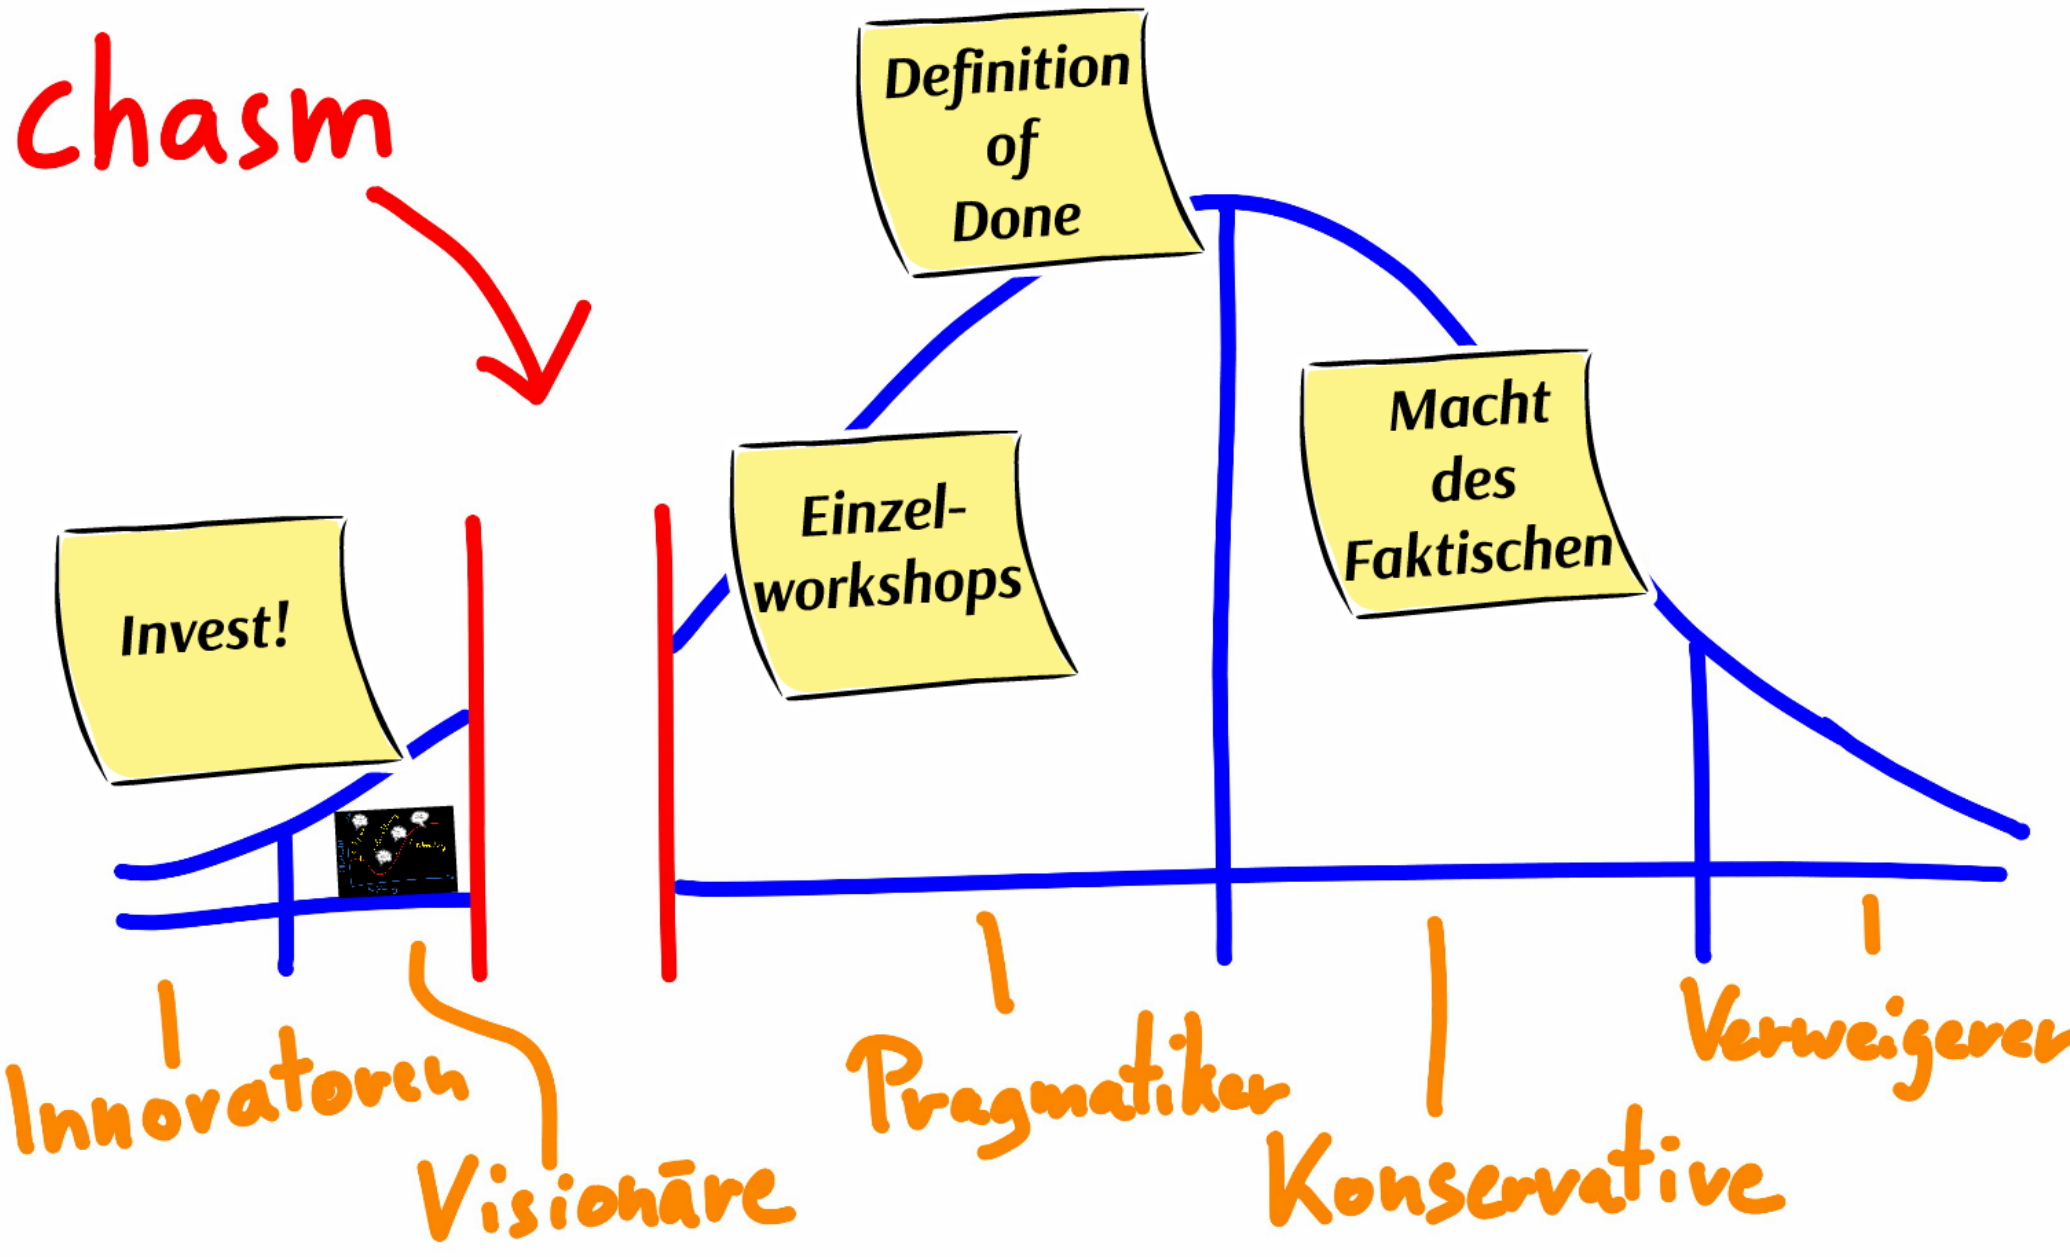 chasm
Definition
of
Done
Macht
des
Faktischen
Einzel-
workshops
Invest!
Innovatoren
Visionäre
Pragmatiker
Konservative
Verweigerer